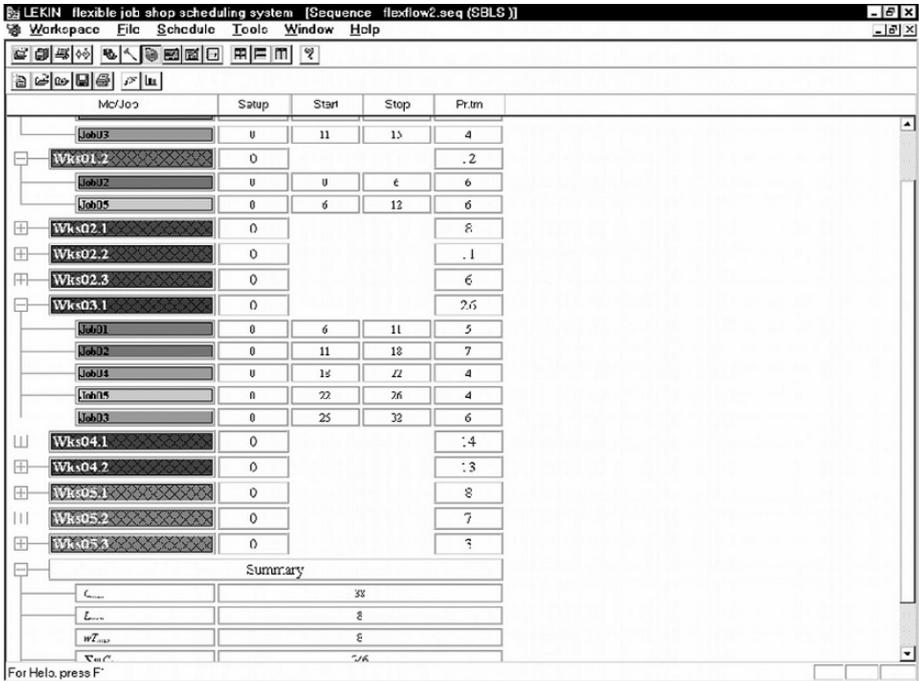 LEKIN flexible job shop scheduling system [Sequence flexflow2.seq (SBLS )]
Workspace File Schedule Tools Window Help
Mc/Job Setup Start Stop Pr.tm
Job03 0 11 15 4
Wks01.2 0 12
Job02 0 0 6 6
Job05 0 6 12 6
Wks02.1 0 8
Wks02.2 0 11
Wks02.3 0 6
Wks03.1 0 26
Job01 0 6 11 5
Job02 0 11 18 7
Job04 0 18 22 4
Job05 0 22 26 4
Job03 0 26 32 6
Wks04.1 0 14
Wks04.2 0 13
Wks05.1 0 8
Wks05.2 0 7
Wks05.3 0 3
Summary
38
8
8
For Help, press F1